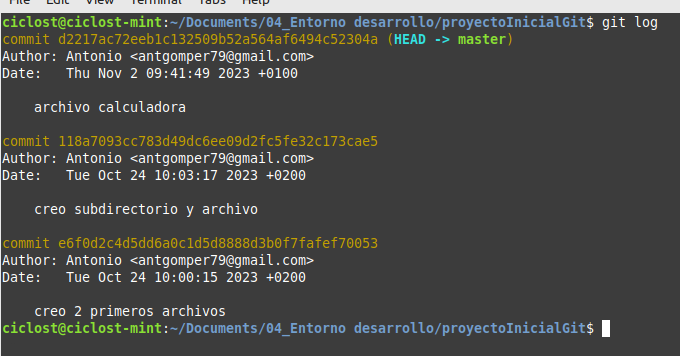 File Edit View Terminal Tabs Help
ciclost@ciclost-mint:~/Documents/04_Entorno desarrollo/proyectoInicialGit$ git log
commit d2217ac72eeb1c132509b52a564af6494c52304a (HEAD -> master)
Author: Antonio <antgomper79@gmail.com>
Date:   Thu Nov 2 09:41:49 2023 +0100
    archivo calculadora
commit 118a7093cc783d49dc6ee09d2fc5fe32c173cae5
Author: Antonio <antgomper79@gmail.com>
Date:   Tue Oct 24 10:03:17 2023 +0200
    creo subdirectorio y archivo
commit e6f0d2c4d5dd6a0c1d5d8888d3b0f7fafef70053
Author: Antonio <antgomper79@gmail.com>
Date:   Tue Oct 24 10:00:15 2023 +0200
    creo 2 primeros archivos
ciclost@ciclost-mint:~/Documents/04_Entorno desarrollo/proyectoInicialGit$